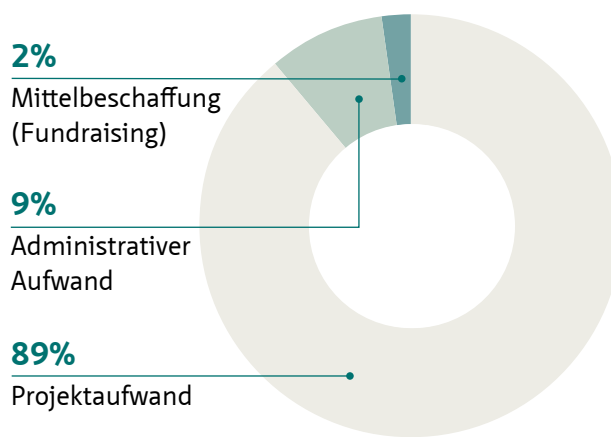 2%
Mittelbeschaffung
(Fundraising)
9%
Administrativer
Aufwand
89%
Projektaufwand